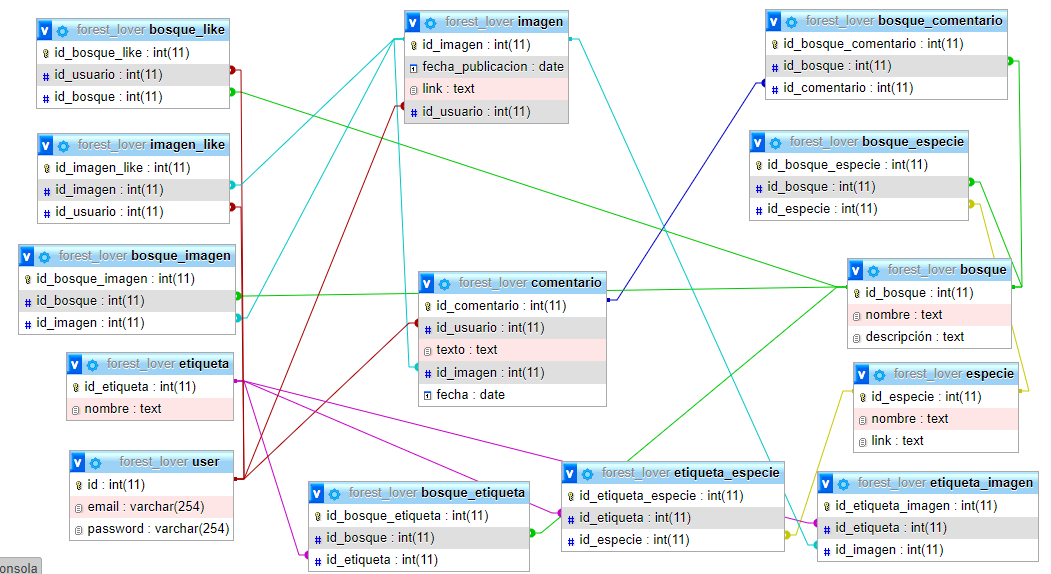 forest_lover bosque_like
id_bosque_like : int(11)
# id_usuario : int(11)
# id_bosque : int(11)
forest_lover imagen
id_imagen : int(11)
fecha_publicacion : date
link : text
# id_usuario : int(11)
forest_lover bosque_comentario
id_bosque_comentario : int(11)
# id_bosque : int(11)
# id_comentario : int(11)
forest_lover imagen_like
id_imagen_like : int(11)
# id_imagen : int(11)
# id_usuario : int(11)
forest_lover bosque_especie
id_bosque_especie : int(11)
# id_bosque : int(11)
# id_especie : int(11)
forest_lover bosque_imagen
id_bosque_imagen : int(11)
# id_bosque : int(11)
# id_imagen : int(11)
forest_lover comentario
id_comentario : int(11)
# id_usuario : int(11)
texto : text
# id_imagen : int(11)
fecha : date
forest_lover bosque
id_bosque : int(11)
nombre : text
descripción : text
forest_lover etiqueta
id_etiqueta : int(11)
nombre : text
forest_lover especie
id_especie : int(11)
nombre : text
link : text
forest_lover user
id : int(11)
email : varchar(254)
password : varchar(254)
forest_lover bosque_etiqueta
id_bosque_etiqueta : int(11)
# id_bosque : int(11)
# id_etiqueta : int(11)
forest_lover etiqueta_especie
id_etiqueta_especie : int(11)
# id_etiqueta : int(11)
# id_especie : int(11)
forest_lover etiqueta_imagen
id_etiqueta_imagen : int(11)
# id_etiqueta : int(11)
# id_imagen : int(11)
onsola